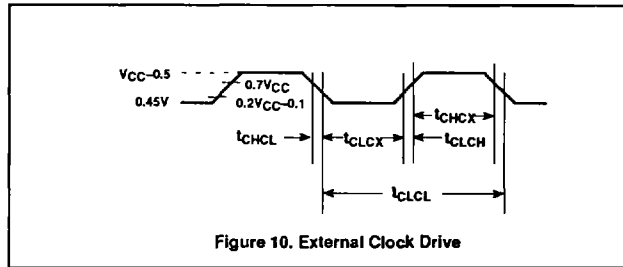 VCC–0.5
0.7VCC
0.45V
0.2VCC–0.1
tCHCX
tCHCL
tCLCX
tCLCH
tCLCL
Figure 10. External Clock Drive